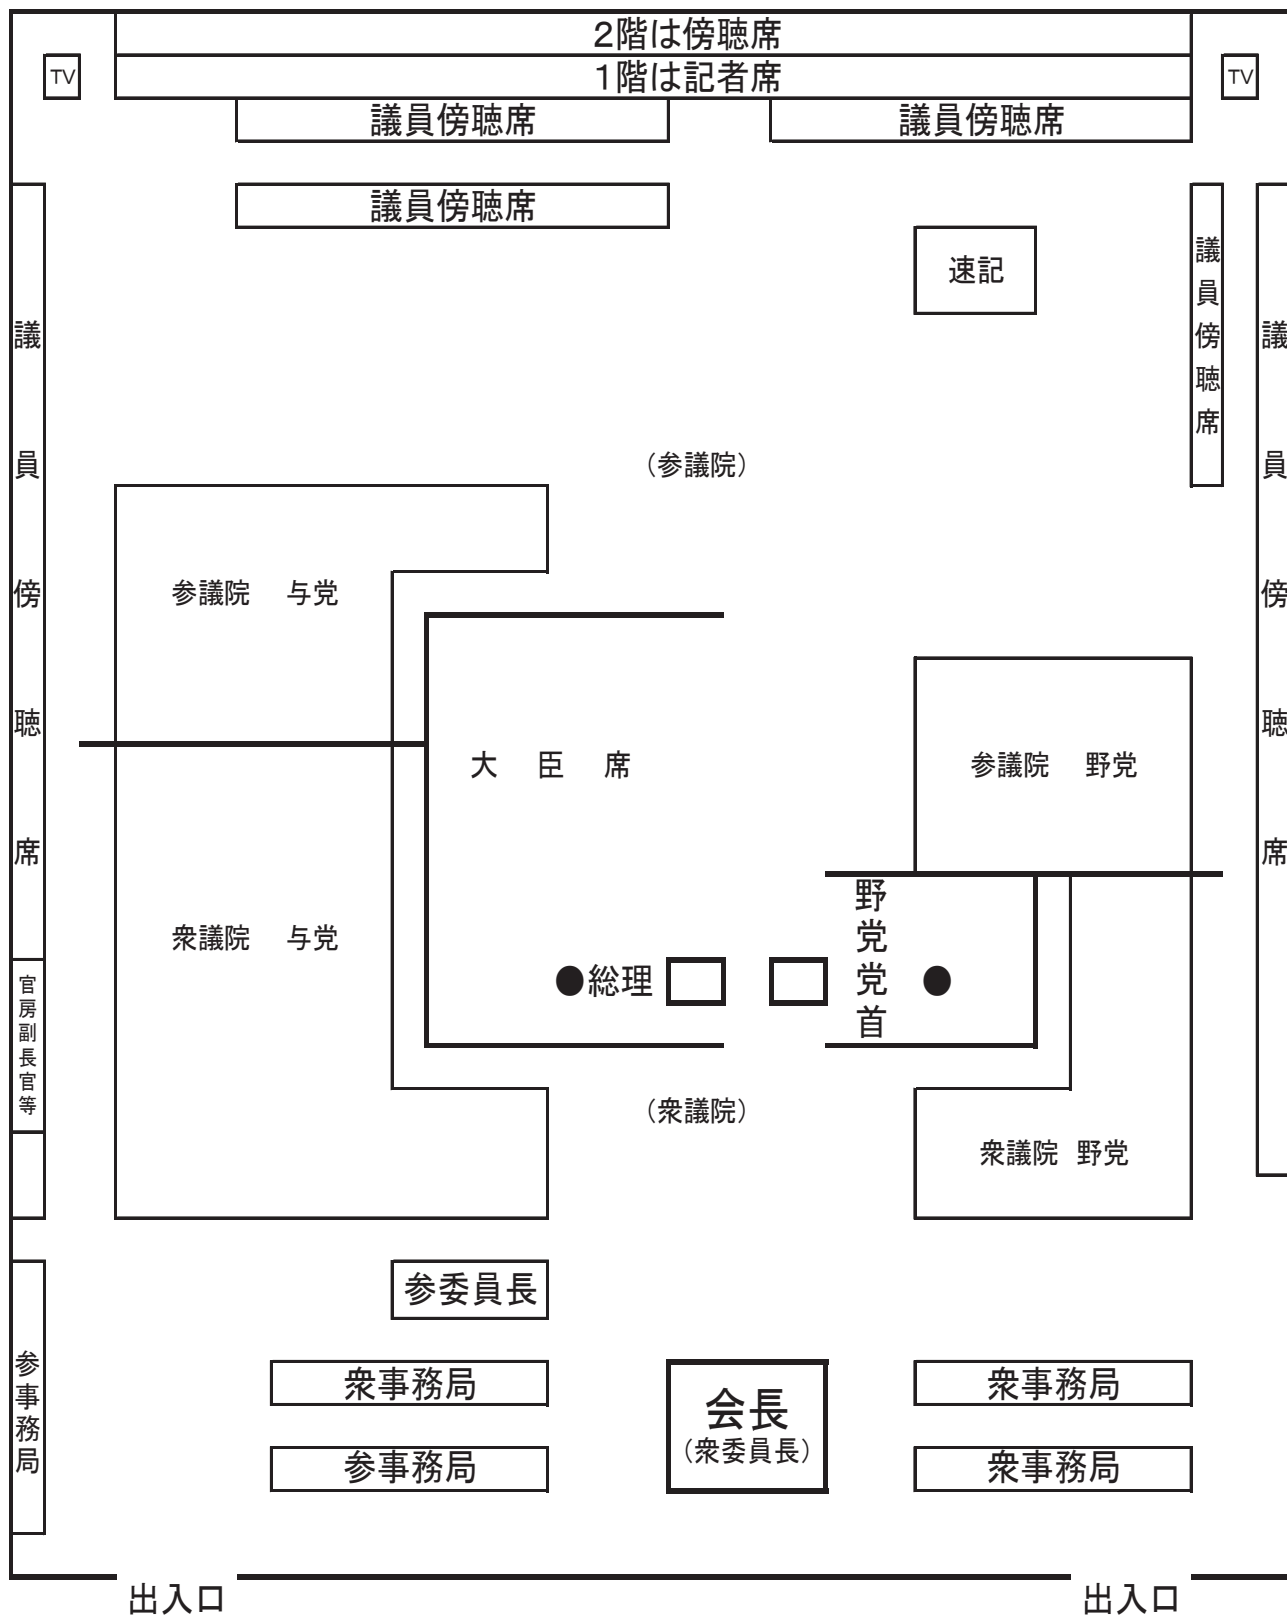 2階は傍聴席
TV
1階は記者席
TV
議員傍聴席
議員傍聴席
議員傍聴席
議員傍聴席
速記
議員傍聴席
議員傍聴席
(参議院)
参議院 与党
大臣席
参議院 野党
衆議院 与党
野党党首
●総理
●
官房副長官等
(衆議院)
衆議院 野党
参委員長
参事務局
衆事務局
会長
(衆委員長)
衆事務局
参事務局
衆事務局
出入口
出入口